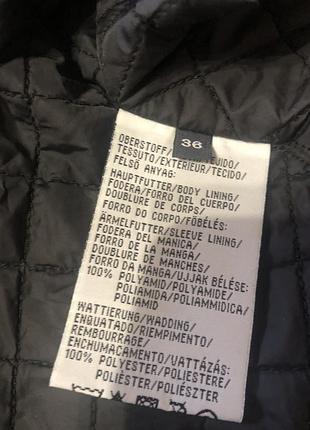 36
OBERSTOFF/
TESSUTO/EXTERIEUR/TECIDO/
FELSŐ ANYAG:
HAUPTFUTTER/BODY LINING/
FODERA/FORRO DEL CUERPO/
DOUBLURE DE CORPS/
FORRO DO CORPO/FŐBÉLÉS:
ÄRMELFUTTER/SLEEVE LINING/
FODERA DEL MANICA/
FORRO DE LA MANGA/
DOUBLURE DE MANCHES/
FORRO DA MANGA/UJJAK BÉLÉSE:
100% POLYAMID/POLYAMIDE/
POLIAMIDA/POLIAMMIDICA/
POLIAMID
WATTIERUNG/WADDING/
ENGUATADO/RIEMPIMENTO/
REMBOURRAGE/
ENCHUMACAMENTO/VATTÁZÁS:
100% POLYESTER/POLIESTERE/
POLIÈSTER/POLIÉSZTER